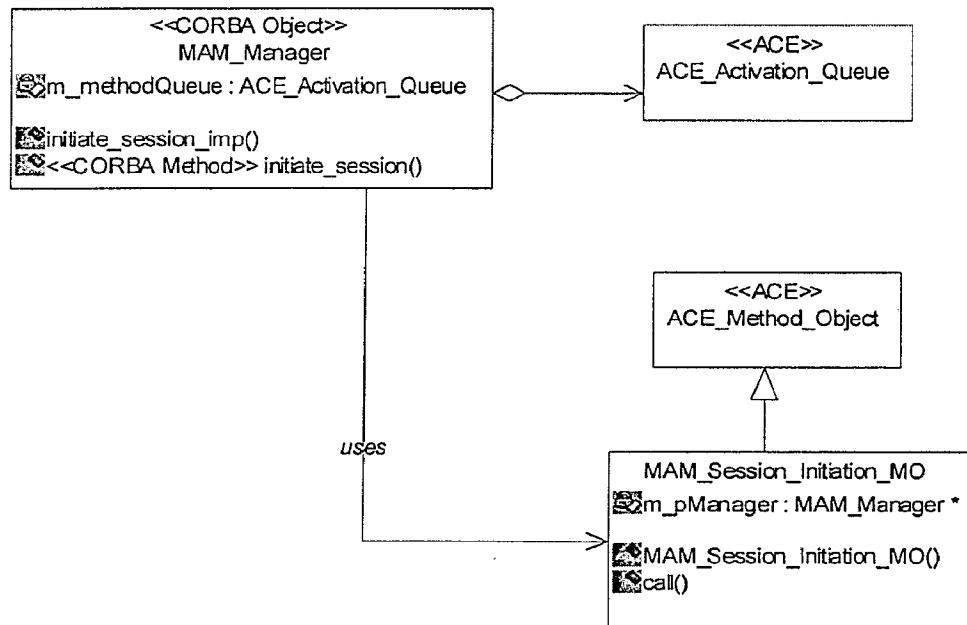 <<CORBA Object>>
MAM_Manager
m_methodQueue : ACE_Activation_Queue
initiate_session_imp()
<<CORBA Method>> initiate_session()
<<ACE>>
ACE_Activation_Queue
<<ACE>>
ACE_Method_Object
uses
MAM_Session_Initiation_MO
m_pManager : MAM_Manager *
MAM_Session_Initiation_MO()
call()